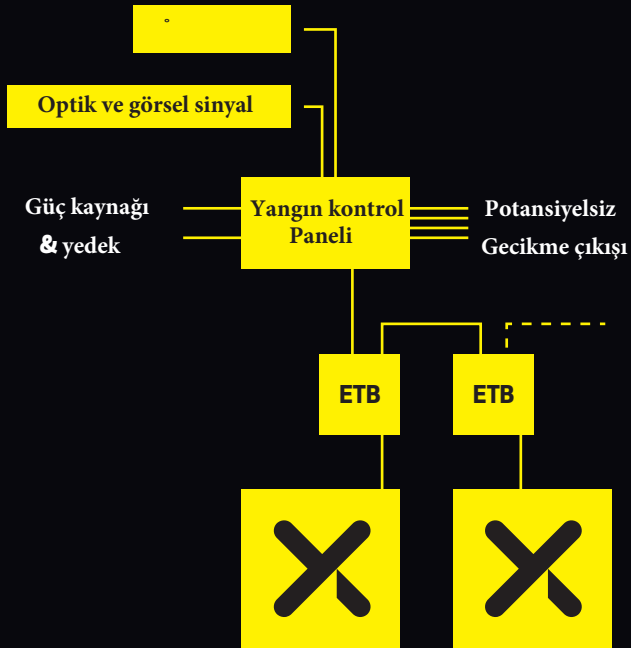 Optik ve görsel sinyal
Güç kaynağı
& yedek
Yangın kontrol
Paneli
Potansiyelsiz
Gecikme çıkışı
ETB
ETB